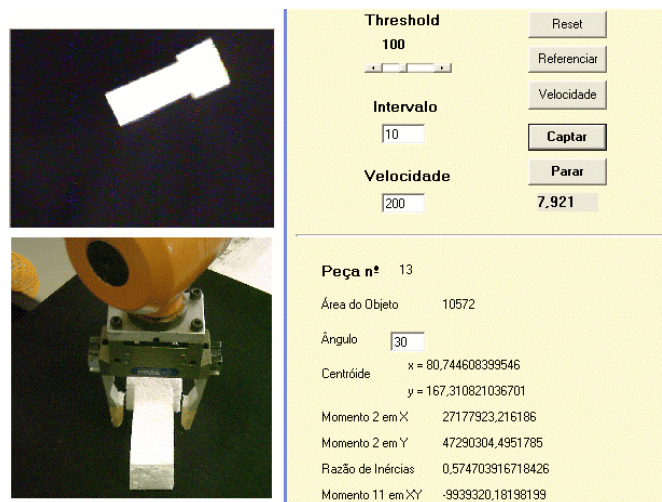 Threshold
100
Reset
Referenciar
Velocidade
Intervalo
10
Captar
Velocidade
Parar
200
7,921
Peça nº 13
Área do Objeto 10572
Ângulo 30
Centróide x = 80,744608399546
y = 167,310821036701
Momento 2 em X 27177923,216186
Momento 2 em Y 47290304,4951785
Razão de Inércias 0,574703916718426
Momento 11 em XY -9939320,18198199